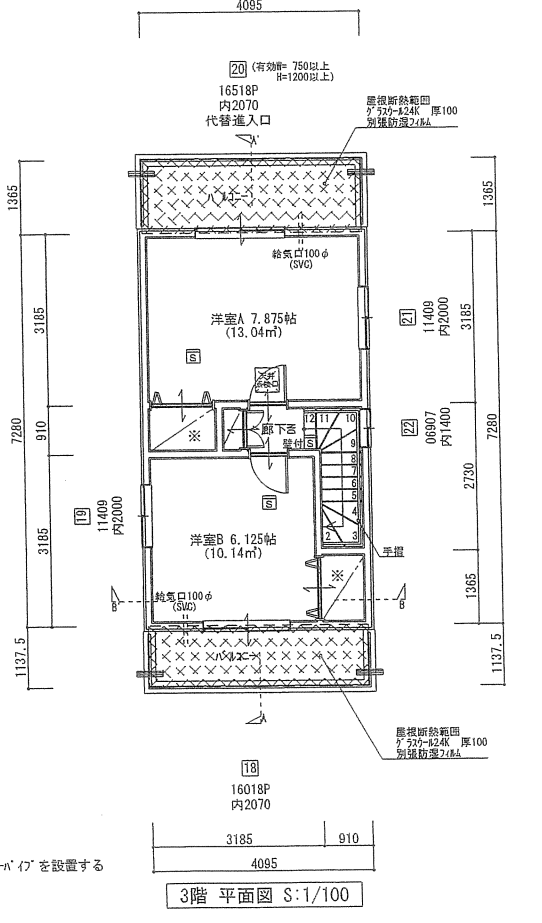 4095
20 (有効W= 750以上
H=1200以上)
16518P
内2070
代替進入口
A'
屋根断熱範囲
グラスウール24K 厚100
別張防湿フィルム
1365
1365
バルコニー
給気口100φ
(SVC)
3185
3185
洋室A 7.875帖
(13.04㎡)
21
11409
内2000
S
天井
点検口
7280
7280
910
※
廊下
壁付
S
12 11 10
9
8
7
6
5
4
3
2
22
06907
内1400
2730
19
11409
内2000
3185
S
洋室B 6.125帖
(10.14㎡)
手摺
※
1365
給気口100φ
(SVC)
B
B'
1137.5
1137.5
バルコニー
A
屋根断熱範囲
グラスウール24K 厚100
別張防湿フィルム
18
16018P
内2070
3185
910
ーパイプを設置する
4095
3階 平面図 S:1/100